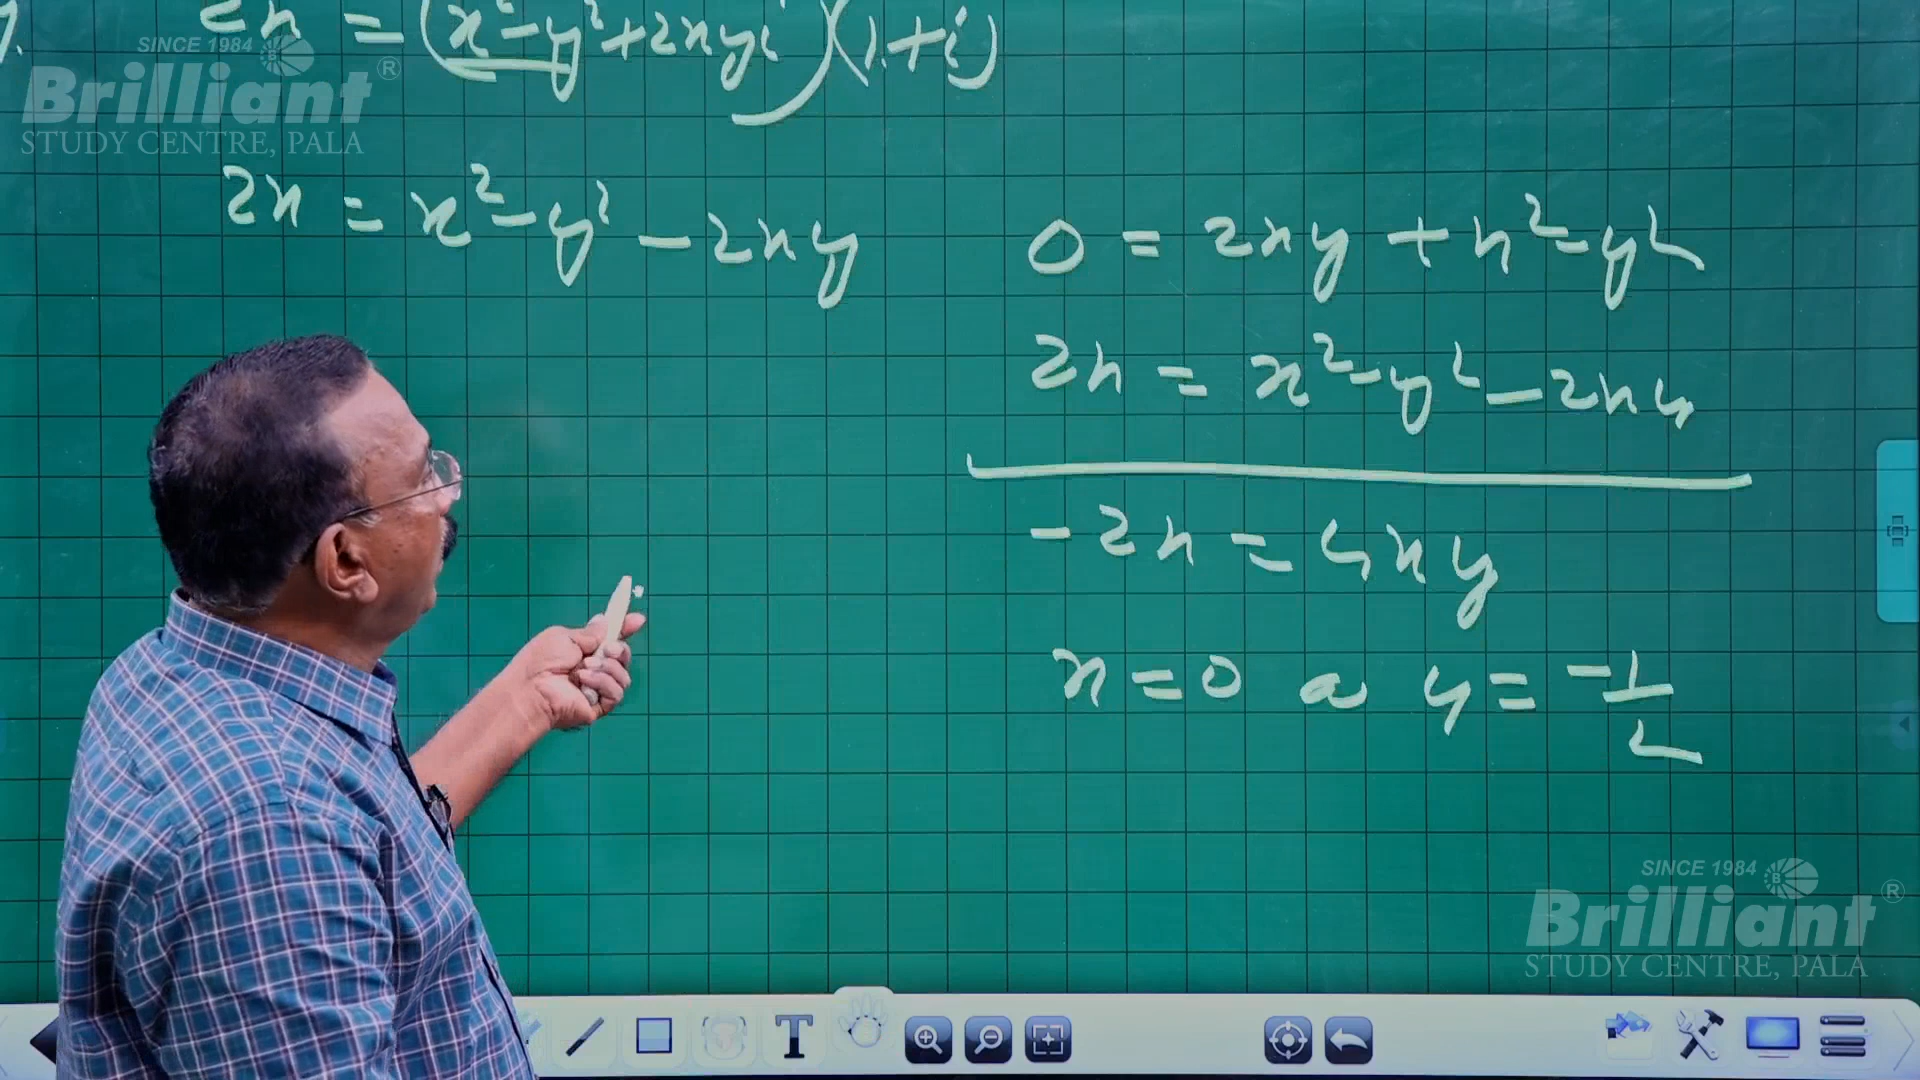 2x = (x²-y²+2xyi)(1+i)
SINCE 1984
Brilliant®
STUDY CENTRE, PALA
2x = x²-y²-2xy
0 = 2xy + x²-y²
2x = x²-y²-2xy
-2x = 4xy
x=0 or y= -1/2
SINCE 1984
Brilliant®
STUDY CENTRE, PALA
T